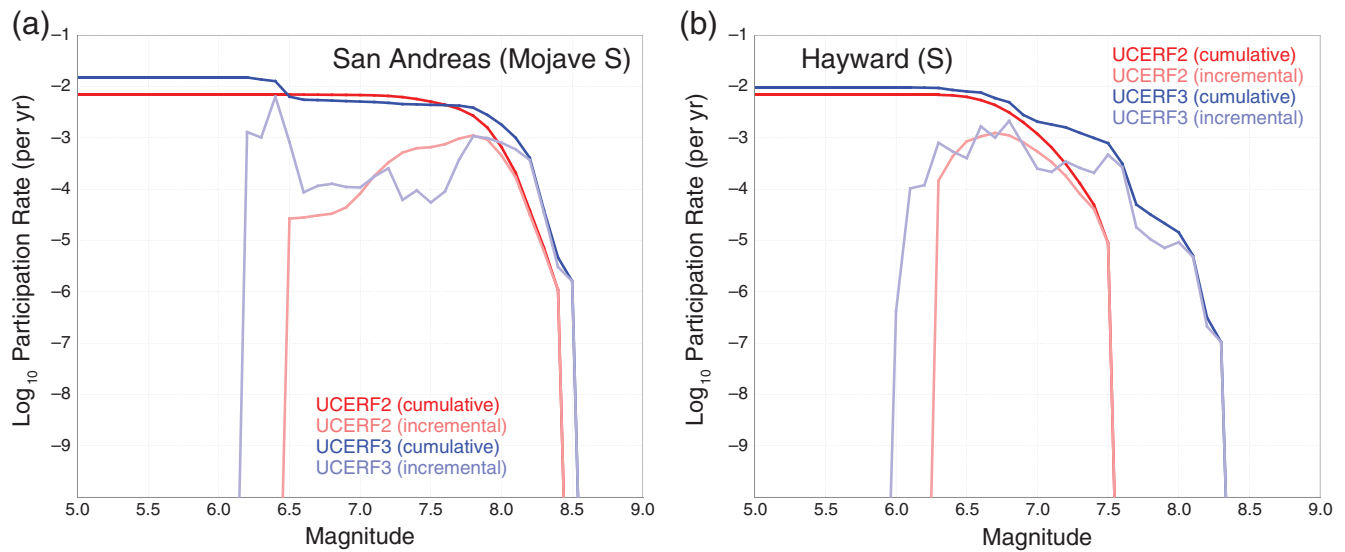 (a)
San Andreas (Mojave S)
Log10 Participation Rate (per yr)
−1
−2
−3
−4
−5
−6
−7
−8
−9
UCERF2 (cumulative)
UCERF2 (incremental)
UCERF3 (cumulative)
UCERF3 (incremental)
5.0 5.5 6.0 6.5 7.0 7.5 8.0 8.5 9.0
Magnitude
(b)
Hayward (S)
UCERF2 (cumulative)
UCERF2 (incremental)
UCERF3 (cumulative)
UCERF3 (incremental)
Log10 Participation Rate (per yr)
−1
−2
−3
−4
−5
−6
−7
−8
−9
5.0 5.5 6.0 6.5 7.0 7.5 8.0 8.5 9.0
Magnitude